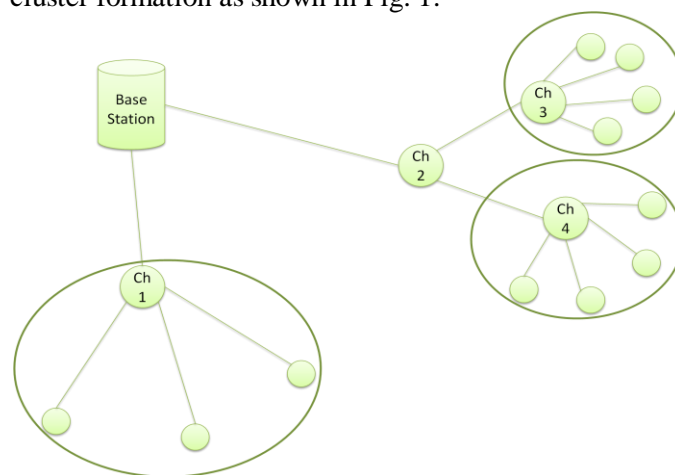 cluster formation as shown in Fig. 1.
Base
Station
Ch
3
Ch
2
Ch
4
Ch
1